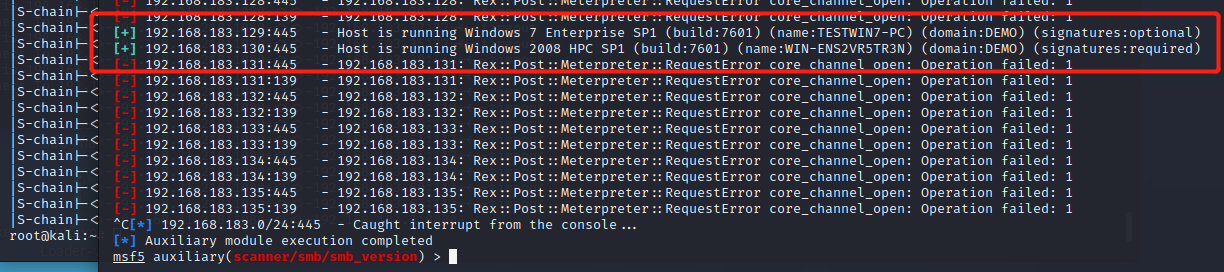 |S-chain|-<
[-] 192.168.183.128:445 - 192.168.183.128: Rex::Post::Meterpreter::RequestError core_channel_open: Operation failed: 1
|S-chain|-<
[-] 192.168.183.128:139 - 192.168.183.128: Rex::Post::Meterpreter::RequestError core_channel_open: Operation failed: 1
|S-chain|-<
[+] 192.168.183.129:445 - Host is running Windows 7 Enterprise SP1 (build:7601) (name:TESTWIN7-PC) (domain:DEMO) (signatures:optional)
|S-chain|-<
[+] 192.168.183.130:445 - Host is running Windows 2008 HPC SP1 (build:7601) (name:WIN-ENS2VR5TR3N) (domain:DEMO) (signatures:required)
|S-chain|-<
[-] 192.168.183.131:445 - 192.168.183.131: Rex::Post::Meterpreter::RequestError core_channel_open: Operation failed: 1
|S-chain|-<
[-] 192.168.183.131:139 - 192.168.183.131: Rex::Post::Meterpreter::RequestError core_channel_open: Operation failed: 1
|S-chain|-<
[-] 192.168.183.132:445 - 192.168.183.132: Rex::Post::Meterpreter::RequestError core_channel_open: Operation failed: 1
|S-chain|-<
[-] 192.168.183.132:139 - 192.168.183.132: Rex::Post::Meterpreter::RequestError core_channel_open: Operation failed: 1
|S-chain|-<
[-] 192.168.183.133:445 - 192.168.183.133: Rex::Post::Meterpreter::RequestError core_channel_open: Operation failed: 1
|S-chain|-<
[-] 192.168.183.133:139 - 192.168.183.133: Rex::Post::Meterpreter::RequestError core_channel_open: Operation failed: 1
|S-chain|-<
[-] 192.168.183.134:445 - 192.168.183.134: Rex::Post::Meterpreter::RequestError core_channel_open: Operation failed: 1
|S-chain|-<
[-] 192.168.183.134:139 - 192.168.183.134: Rex::Post::Meterpreter::RequestError core_channel_open: Operation failed: 1
|S-chain|-<
[-] 192.168.183.135:445 - 192.168.183.135: Rex::Post::Meterpreter::RequestError core_channel_open: Operation failed: 1
|S-chain|-<
[-] 192.168.183.135:139 - 192.168.183.135: Rex::Post::Meterpreter::RequestError core_channel_open: Operation failed: 1
|S-chain|-<
^C[*] 192.168.183.0/24:445 - Caught interrupt from the console...
root@kali:~
[*] Auxiliary module execution completed
msf5 auxiliary(scanner/smb/smb_version) >